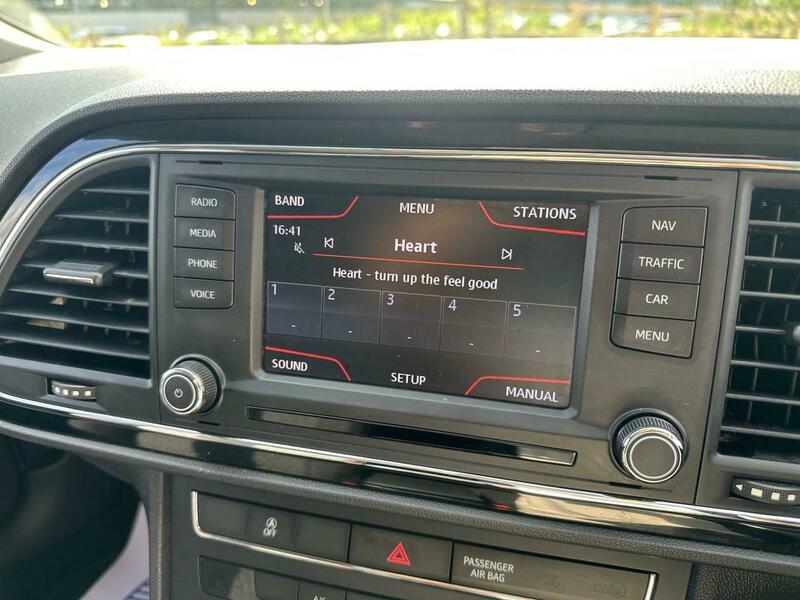 RADIO
MEDIA
PHONE
VOICE
BAND
MENU
STATIONS
16:41
Heart
Heart - turn up the feel good
1 2 3 4 5
- - - - -
SOUND
SETUP
MANUAL
NAV
TRAFFIC
CAR
MENU
A
OFF
PASSENGER
AIR BAG